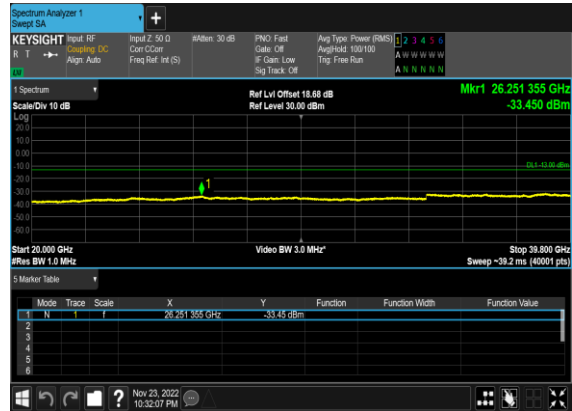 Spectrum Analyzer 1
Swept SA
+
KEYSIGHT Input: RF Input Z: 50 Ω #Atten: 30 dB PNO: Fast Avg Type: Power (RMS) 1 2 3 4 5 6
R T Coupling: DC Corr CCorr Gate: Off Avg|Hold: 100/100 A W W W W W
Align: Auto Freq Ref: Int (S) IF Gain: Low Trig: Free Run
Sig Track: Off A N N N N N
1 Spectrum Ref Lvl Offset 18.68 dB Mkr1 26.251 355 GHz
Scale/Div 10 dB Ref Level 30.00 dBm -33.450 dBm
Log
20.0
10.0
0.00
-10.0
DL1 -13.00 dBm
-20.0
-30.0
1
-40.0
-50.0
-60.0
Start 20.000 GHz Video BW 3.0 MHz* Stop 39.800 GHz
#Res BW 1.0 MHz Sweep ~39.2 ms (40001 pts)
5 Marker Table
Mode Trace Scale X Y Function Function Width Function Value
1 N 1 f 26.251 355 GHz -33.45 dBm
2
3
4
5
6
? Nov 23, 2022
10:32:07 PM